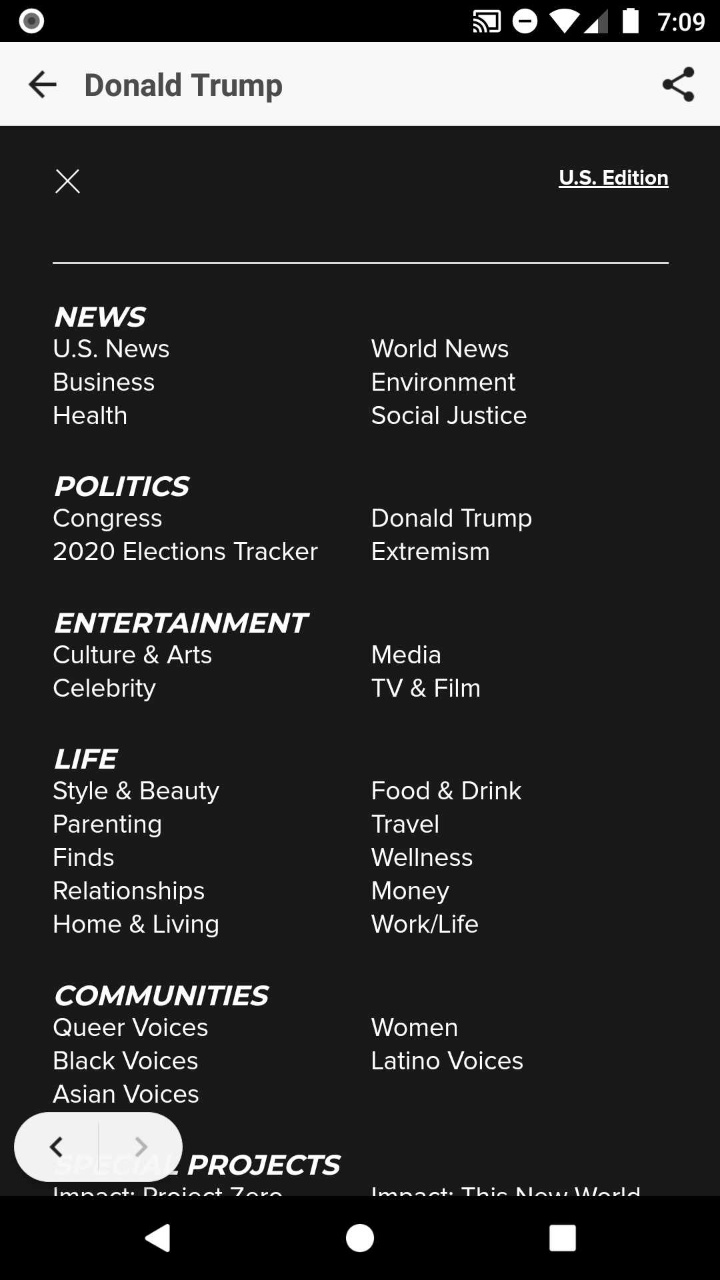 7:09
Donald Trump
U.S. Edition
NEWS
U.S. News World News
Business Environment
Health Social Justice
POLITICS
Congress Donald Trump
2020 Elections Tracker Extremism
ENTERTAINMENT
Culture & Arts Media
Celebrity TV & Film
LIFE
Style & Beauty Food & Drink
Parenting Travel
Finds Wellness
Relationships Money
Home & Living Work/Life
COMMUNITIES
Queer Voices Women
Black Voices Latino Voices
Asian Voices
SPECIAL PROJECTS
Impact: Project Zero Impact: This New World